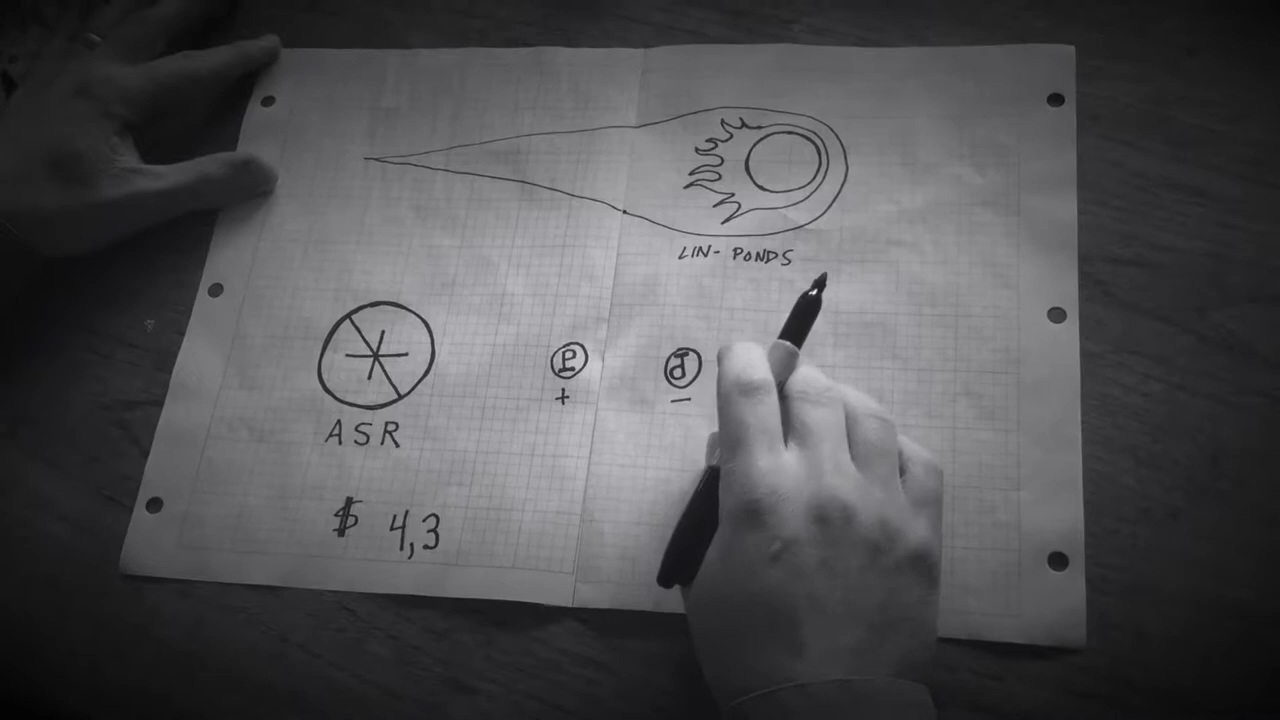 LIN- PONDS
P
+
J
–
ASR
$ 4,3